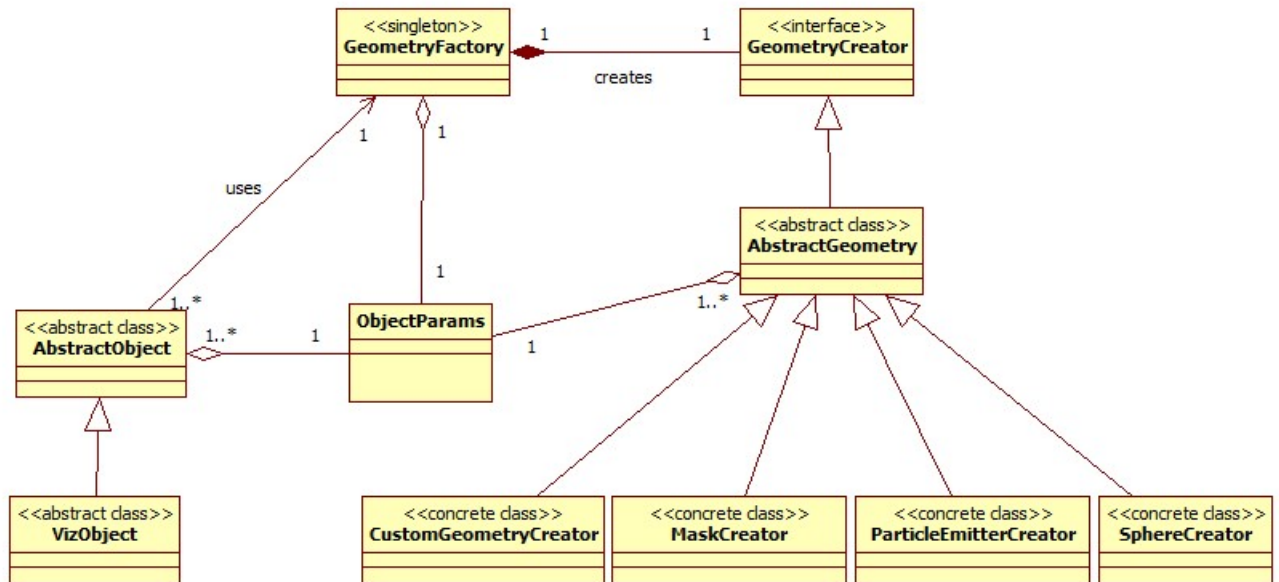 <<singleton>>
GeometryFactory
1
1
<<interface>>
GeometryCreator
creates
1
1
uses
<<abstract class>>
AbstractGeometry
1
1..*
1..*
<<abstract class>>
AbstractObject
1..*
1
ObjectParams
1
<<abstract class>>
VizObject
<<concrete class>>
CustomGeometryCreator
<<concrete class>>
MaskCreator
<<concrete class>>
ParticleEmitterCreator
<<concrete class>>
SphereCreator